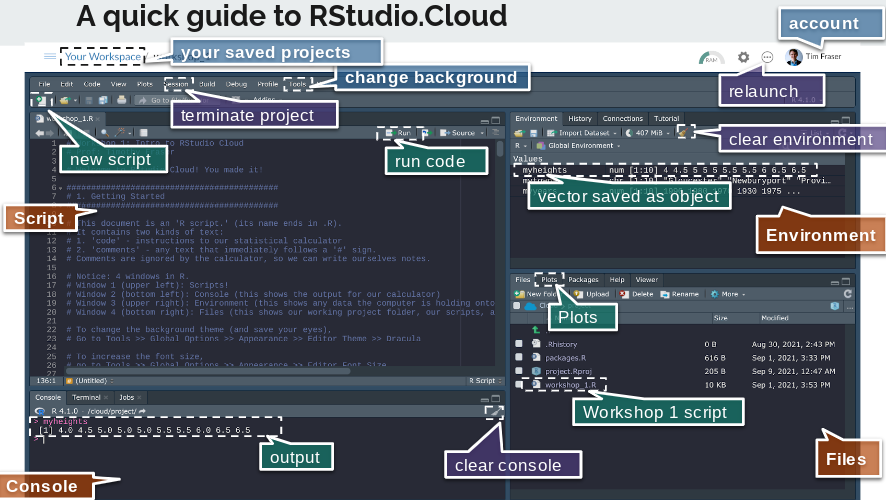 A quick guide to RStudio.Cloud
account
Your Workspace /
your saved projects
RAM
Tim Fraser
change background
File Edit Code View Plots Session Build Debug Profile Tools
relaunch
R 4.1.0
terminate project
workshop_1.R
Environment History Connections Tutorial
Run
Source
Import Dataset
407 MiB
clear environment
new script
run code
R
Global Environment
Values
1
2
3
4
5
6
7
8
9
10
11
12
13
14
15
16
17
18
19
20
21
22
23
24
25
26
27
Intro to RStudio Cloud
Cloud! You made it!
myheights num [1:10] 4 4.5 5 5 5 5.5 5.5 6 6.5 6.5
vector saved as object
1930 1975 ...
###########################################
# 1. Getting Started
###########################################
Script
Environment
This document is an 'R script.' (its name ends in .R).
It contains two kinds of text:
# 1. 'code' - instructions to our statistical calculator
# 2. 'comments' - any text that immediately follows a '#' sign.
# Comments are ignored by the calculator, so we can write ourselves notes.
# Notice: 4 windows in R.
# Window 1 (upper left): Scripts!
# Window 2 (bottom left): Console (this shows the output for our calculator)
# Window 3 (upper right): Environment (this shows any data the computer is holding onto
# Window 4 (bottom right): Files (this shows our working project folder, our scripts, a
# To change the background theme (and save your eyes),
# Go to Tools >> Global Options >> Appearance >> Editor Theme >> Dracula
# To increase the font size,
# go to Tools >> Global Options >> Appearance >> Editor Font Size
Files Plots Packages Help Viewer
New Folder Upload Delete Rename More
Plots
Size Modified
.Rhistory 0 B Aug 30, 2021, 2:43 PM
packages.R 616 B Sep 1, 2021, 3:33 PM
project.Rproj 205 B Sep 9, 2021, 12:47 AM
workshop_1.R 10 KB Sep 1, 2021, 3:53 PM
136:1 (Untitled) R Script
Console Terminal Jobs
R 4.1.0 · /cloud/project/
> myheights
[1] 4.0 4.5 5.0 5.0 5.0 5.5 5.5 6.0 6.5 6.5
>
Workshop 1 script
output
clear console
Files
Console